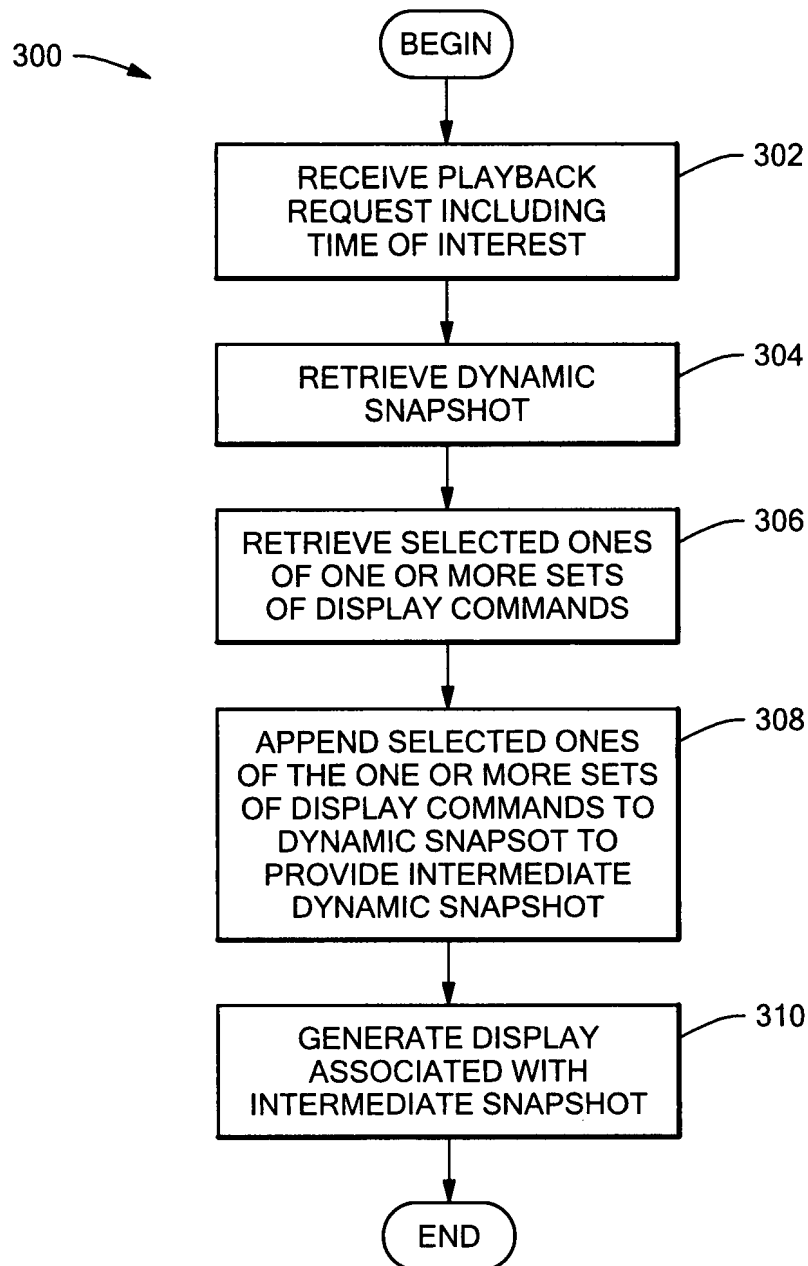 BEGIN
300
302
RECEIVE PLAYBACK
REQUEST INCLUDING
TIME OF INTEREST
304
RETRIEVE DYNAMIC
SNAPSHOT
306
RETRIEVE SELECTED ONES
OF ONE OR MORE SETS
OF DISPLAY COMMANDS
308
APPEND SELECTED ONES
OF THE ONE OR MORE SETS
OF DISPLAY COMMANDS TO
DYNAMIC SNAPSOT TO
PROVIDE INTERMEDIATE
DYNAMIC SNAPSHOT
310
GENERATE DISPLAY
ASSOCIATED WITH
INTERMEDIATE SNAPSHOT
END